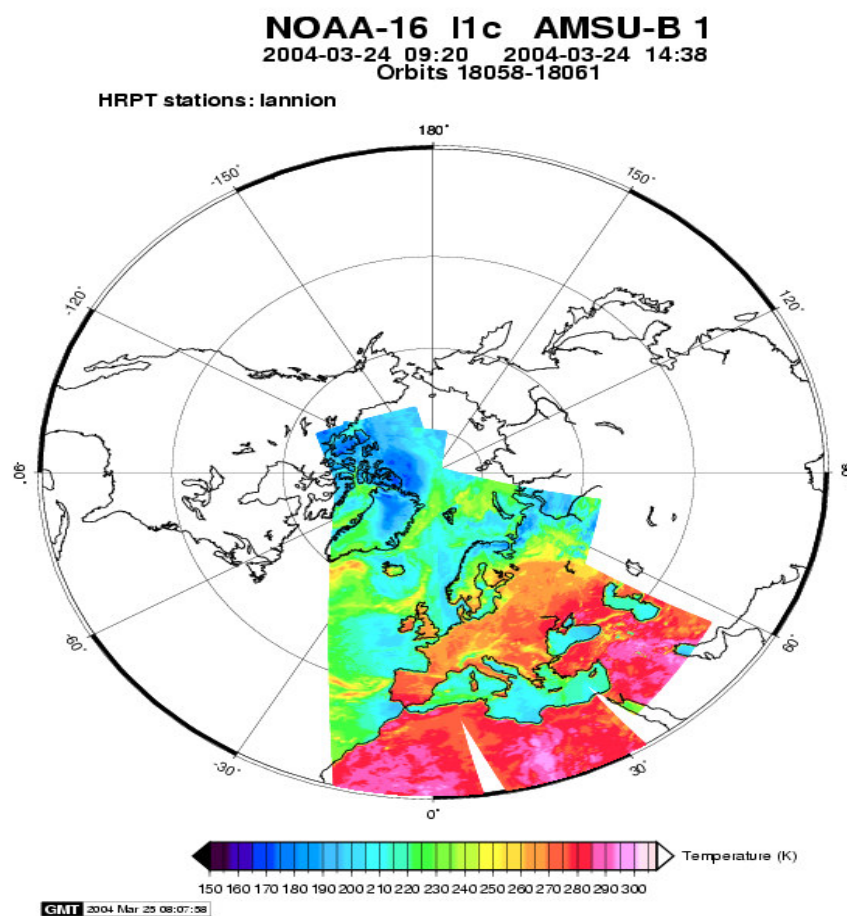 NOAA-16 l1c AMSU-B 1
2004-03-24 09:20 2004-03-24 14:38
Orbits 18058-18061
HRPT stations: lannion
180˚
-150˚
150˚
-120˚
120˚
-60˚
60˚
-30˚
30˚
0˚
150 160 170 180 190 200 210 220 230 240 250 260 270 280 290 300
Temperature (K)
GMT 2004 Mar 25 08:07:58